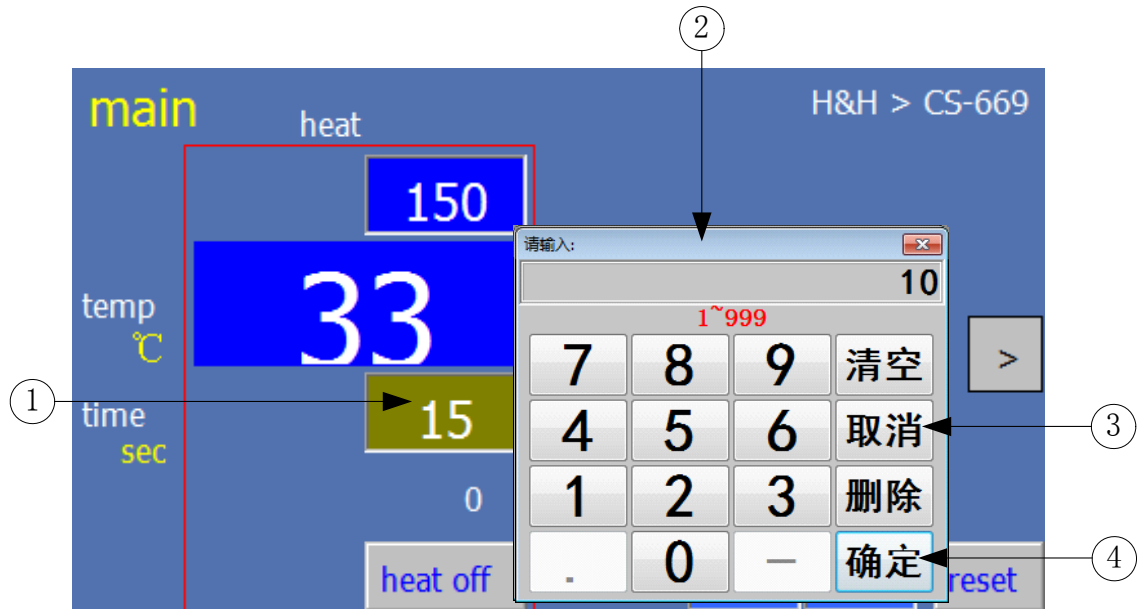 2
main
H&H > CS-669
heat
150
请输入:
10
33
1~999
temp
℃
7 8 9 清空
>
1
15
time
sec
4 5 6 取消
3
0
1 2 3 删除
heat off
. 0 — 确定
4
reset